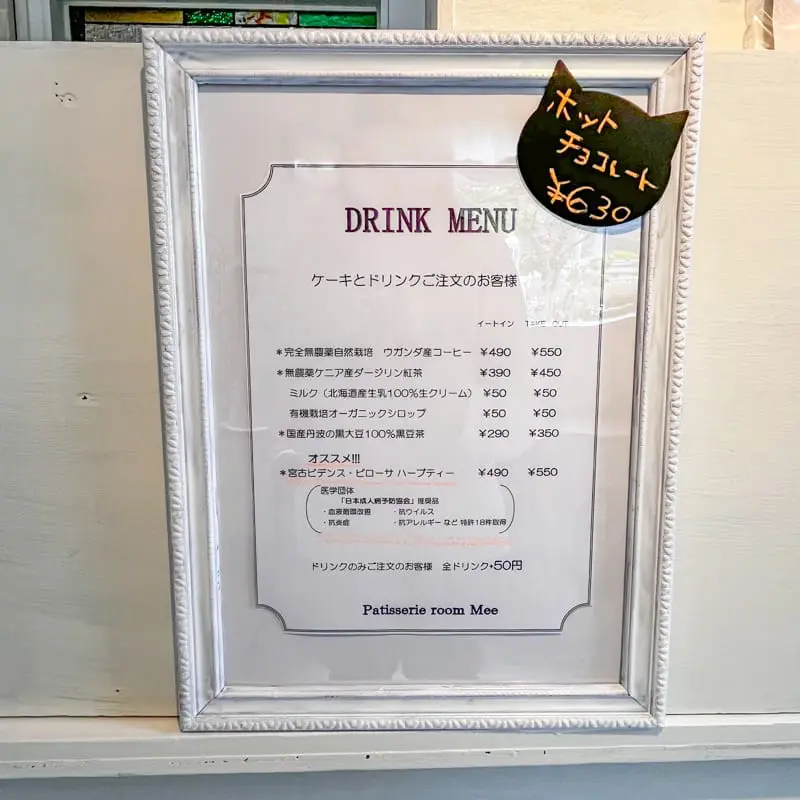 ホット
チョコレート
¥630
DRINK MENU
ケーキとドリンクご注文のお客様
イートイン TAKE OUT
*完全無農薬自然栽培 ウガンダ産コーヒー ¥490 ¥550
*無農薬ケニア産ダージリン紅茶 ¥390 ¥450
ミルク(北海道産生乳100%生クリーム) ¥50 ¥50
有機栽培オーガニックシロップ ¥50 ¥50
*国産丹波の黒大豆100%黒豆茶 ¥290 ¥350
オススメ!!!
*宮古ビデンス・ピローサ ハーブティー ¥490 ¥550
医学団体
「日本成人病予防協会」推奨品
・血液循環改善 ・抗ウイルス
・抗炎症 ・抗アレルギー など 特許18件取得
ドリンクのみご注文のお客様 全ドリンク+50円
Patisserie room Mee